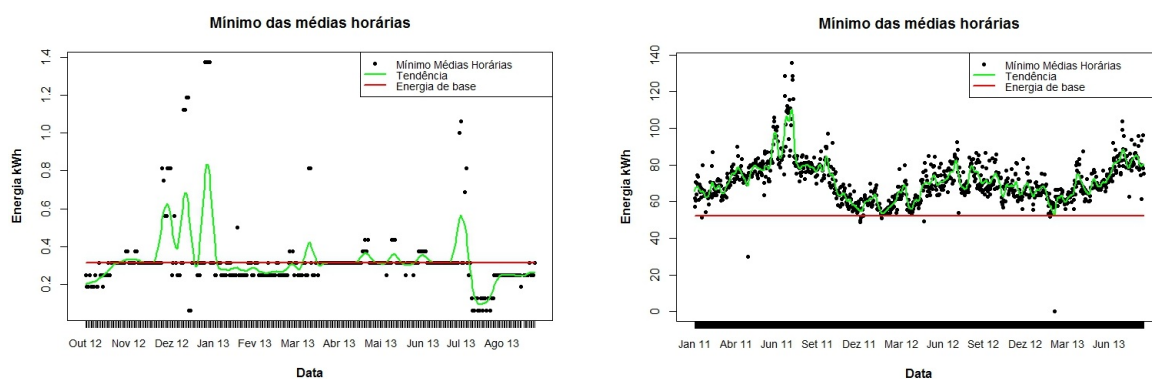 Mínimo das médias horárias
Mínimo Médias Horárias
Tendência
Energia de base
Energia kWh
1.4
1.2
1.0
0.8
0.6
0.4
0.2
Out 12 Nov 12 Dez 12 Jan 13 Fev 13 Mar 13 Abr 13 Mai 13 Jun 13 Jul 13 Ago 13
Data
Mínimo das médias horárias
Mínimo Médias Horárias
Tendência
Energia de base
Energia kWh
140
120
100
80
60
40
20
0
Jan 11 Abr 11 Jun 11 Set 11 Dez 11 Mar 12 Jun 12 Set 12 Dez 12 Mar 13 Jun 13
Data